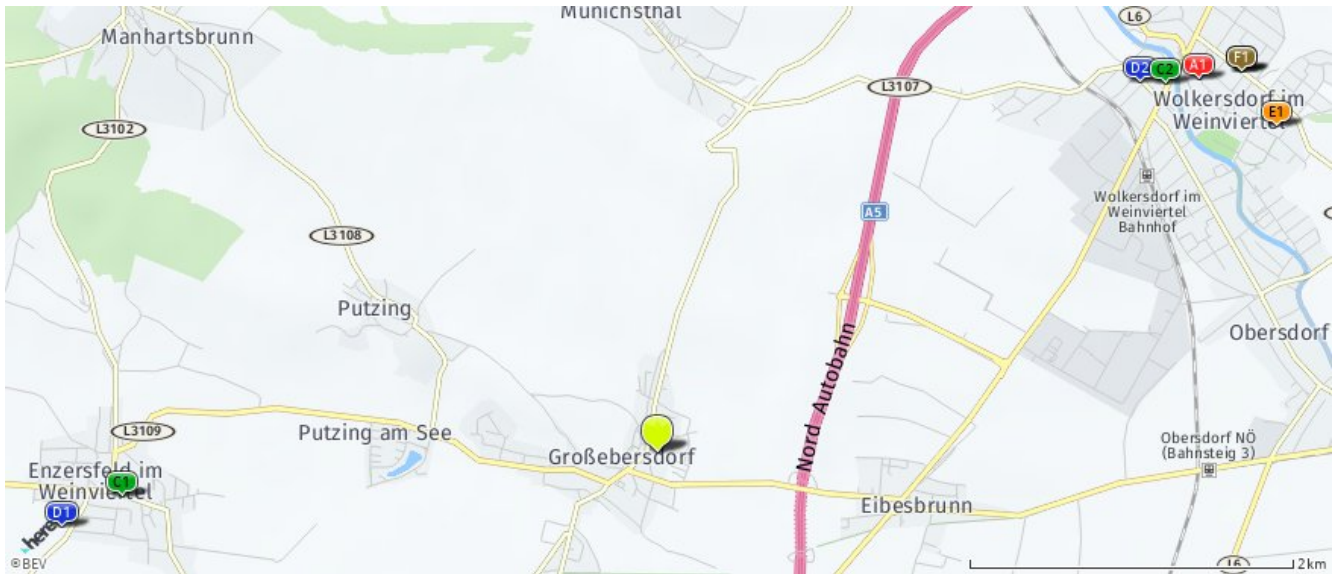 Münichsthal
L6
Manhartsbrunn
D2
C2
A1
F1
L3107
Wolkersdorf im
Weinviertel
E1
L3102
Wolkersdorf im
Weinviertel
Bahnhof
A5
L3108
Putzing
Obersdorf
Nord Autobahn
L3109
Putzing am See
Großebersdorf
Obersdorf NÖ
(Bahnsteig 3)
Enzersfeld im
Weinviertel
C1
D1
Eibesbrunn
here
©BEV
L6
2 km